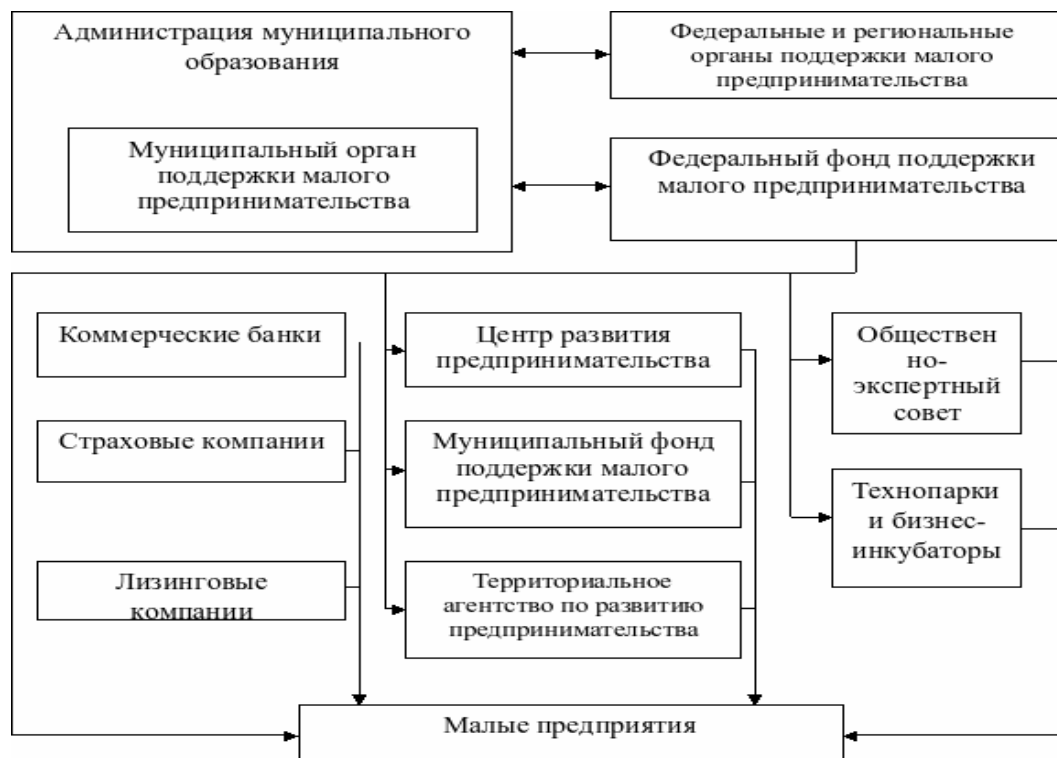 Администрация муниципального
образования
Муниципальный орган
поддержки малого
предпринимательства
Федеральные и региональные
органы поддержки малого
предпринимательства
Федеральный фонд поддержки
малого предпринимательства
Коммерческие банки
Страховые компании
Лизинговые
компании
Центр развития
предпринимательства
Муниципальный фонд
поддержки малого
предпринимательства
Территориальное
агентство по развитию
предпринимательства
Обществен
но-
экспертный
совет
Технопарки
и бизнес-
инкубаторы
Малые предприятия